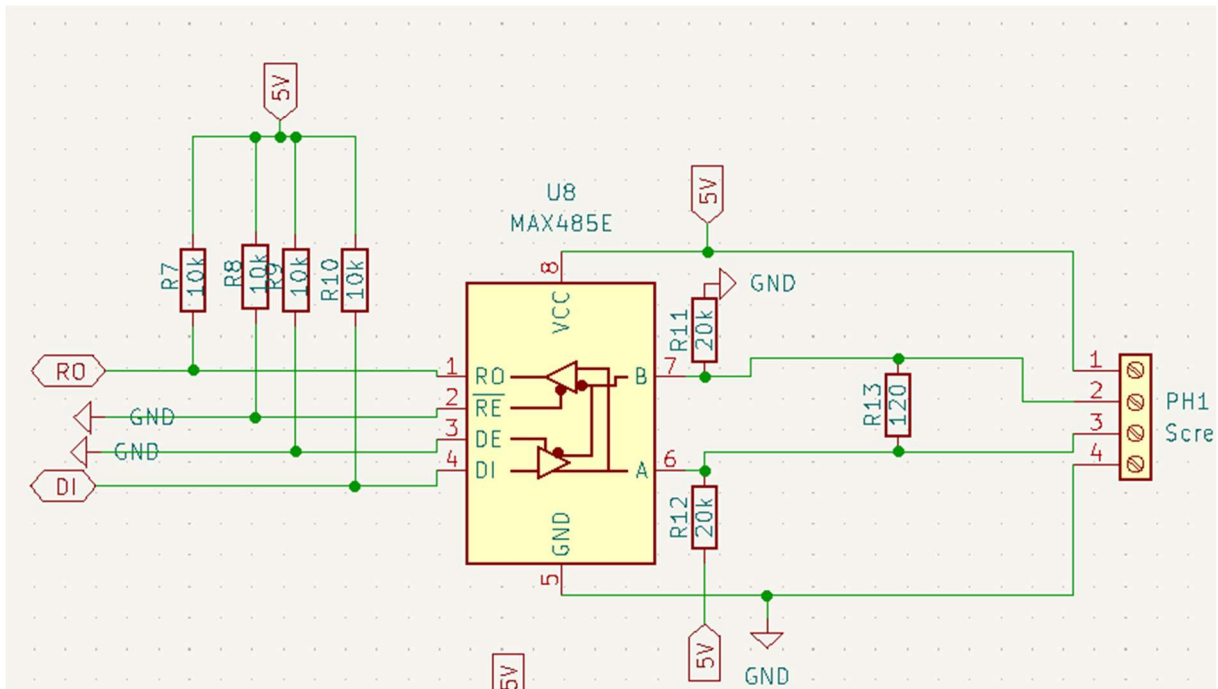 5V
5V
U8
MAX485E
8
R7
10k
R8
10k
R9
10k
R10
10k
VCC
GND
R11
20k
RO
1
RO
B
7
R13
120
1
2
3
4
PH1
Scre
GND
2
RE
GND
3
DE
DI
4
DI
A
6
R12
20k
GND
5
5V
GND
5V